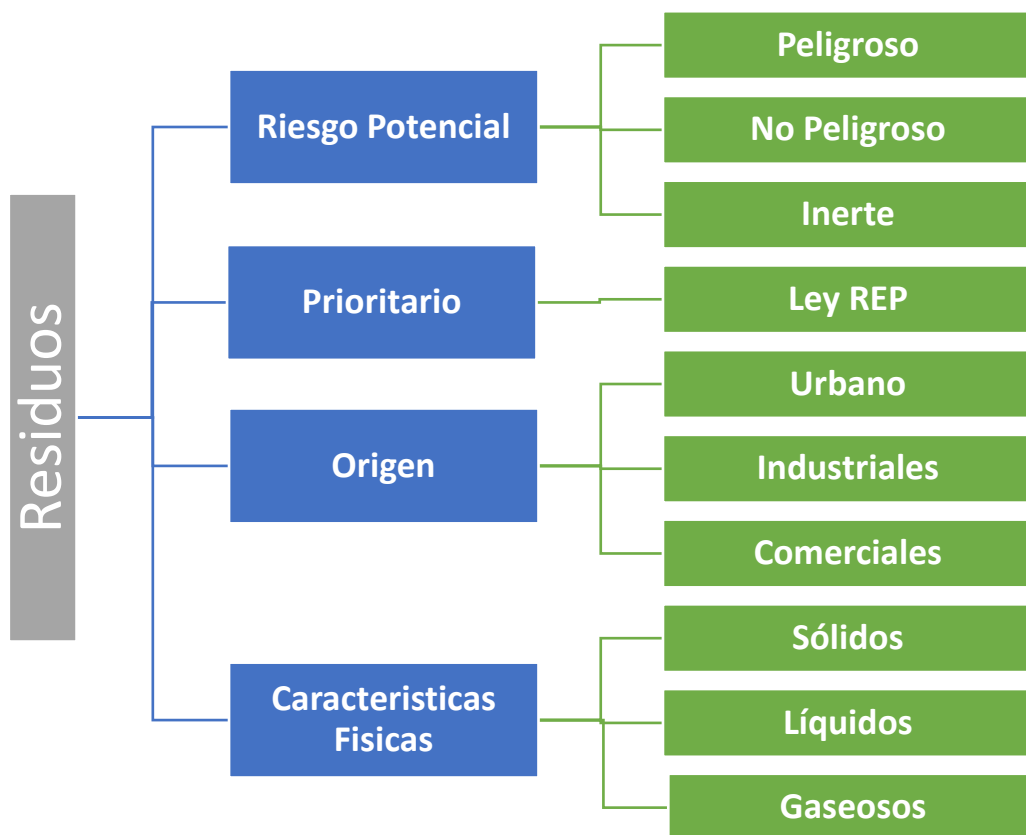 Residuos
Riesgo Potencial
Peligroso
No Peligroso
Inerte
Prioritario
Ley REP
Origen
Urbano
Industriales
Comerciales
Caracteristicas
Fisicas
Sólidos
Líquidos
Gaseosos